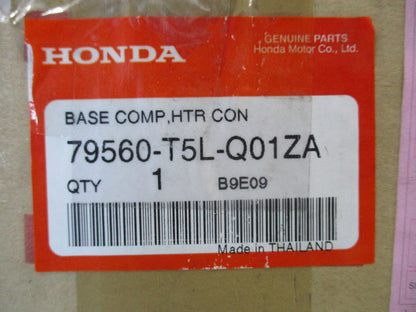 HONDA
GENUINE PARTS
Honda Motor Co., Ltd.
BASE COMP,HTR CON
79560-T5L-Q01ZA
QTY 1 B9E09
Made in THAILAND